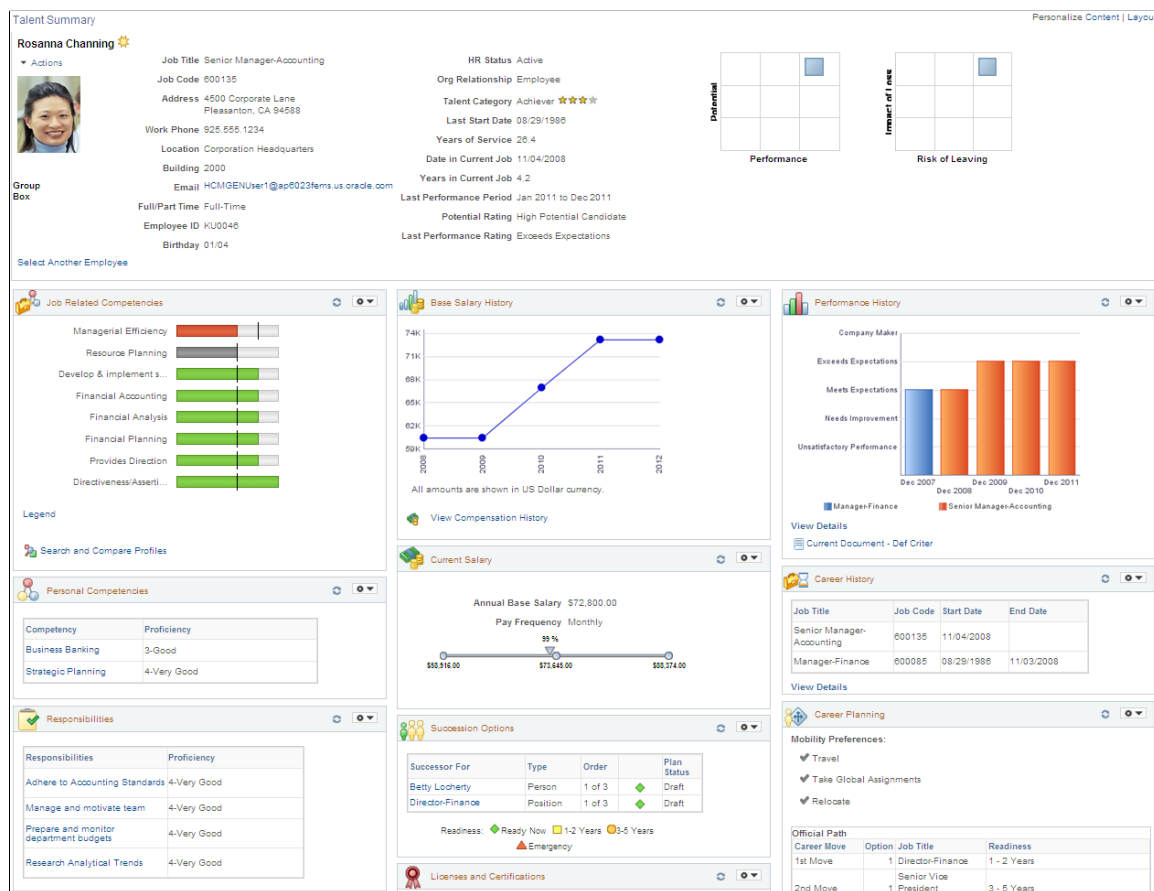 Talent Summary
Personalize Content | Layou
Rosanna Channing
Actions
Group
Box
Select Another Employee
Job Title Senior Manager-Accounting
Job Code 600135
Address 4500 Corporate Lane
Pleasanton, CA 94588
Work Phone 925.555.1234
Location Corporation Headquarters
Building 2000
Email HCMGENUser1@ap6023fems.us.oracle.com
Full/Part Time Full-Time
Employee ID KU0046
Birthday 01/04
HR Status Active
Org Relationship Employee
Talent Category Achiever
Last Start Date 08/29/1986
Years of Service 26.4
Date in Current Job 11/04/2008
Years in Current Job 4.2
Last Performance Period Jan 2011 to Dec 2011
Potential Rating High Potential Candidate
Last Performance Rating Exceeds Expectations
Potential
Performance
Impact of Loss
Risk of Leaving
Job Related Competencies
Managerial Efficiency
Resource Planning
Develop & implement s...
Financial Accounting
Financial Analysis
Financial Planning
Provides Direction
Directiveness/Asserti...
Legend
Search and Compare Profiles
Personal Competencies
Competency Proficiency
Business Banking 3-Good
Strategic Planning 4-Very Good
Responsibilities
Responsibilities Proficiency
Adhere to Accounting Standards 4-Very Good
Manage and motivate team 4-Very Good
Prepare and monitor
department budgets 4-Very Good
Research Analytical Trends 4-Very Good
Base Salary History
74K
71K
68K
65K
62K
59K
2008 2009 2010 2011 2012
All amounts are shown in US Dollar currency.
View Compensation History
Current Salary
Annual Base Salary $72,800.00
Pay Frequency Monthly
99 %
$58,916.00 $73,645.00 $88,374.00
Succession Options
Successor For Type Order Plan
Status
Betty Locherty Person 1 of 3 Draft
Director-Finance Position 1 of 3 Draft
Readiness: Ready Now 1-2 Years 3-5 Years
Emergency
Licenses and Certifications
Performance History
Company Maker
Exceeds Expectations
Meets Expectations
Needs Improvement
Unsatisfactory Performance
Dec 2007 Dec 2008 Dec 2009 Dec 2010 Dec 2011
Manager-Finance Senior Manager-Accounting
View Details
Current Document - Def Criter
Career History
Job Title Job Code Start Date End Date
Senior Manager-
Accounting 600135 11/04/2008
Manager-Finance 600085 08/29/1986 11/03/2008
View Details
Career Planning
Mobility Preferences:
Travel
Take Global Assignments
Relocate
Official Path
Career Move Option Job Title Readiness
1st Move 1 Director-Finance 1 - 2 Years
Senior Vice
2nd Move 1 President 3 - 5 Years